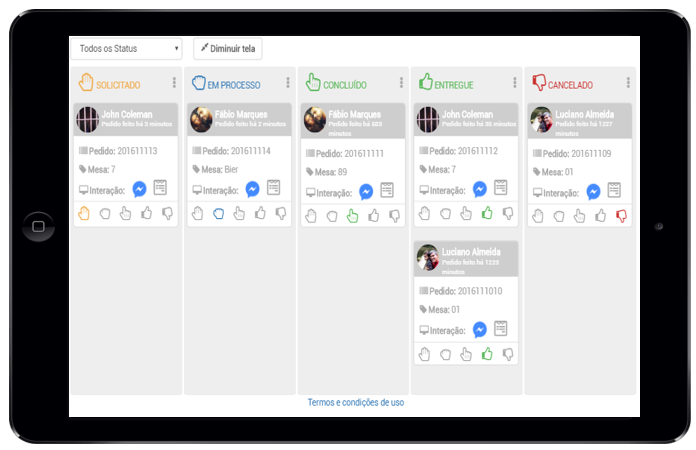 Todos os Status
Diminuir tela
SOLICITADO
John Coleman
Pedido feito há 3 minutos
Pedido: 201611113
Mesa: 7
Interação:
EM PROCESSO
Fábio Marques
Pedido feito há 2 minutos
Pedido: 201611114
Mesa: Bier
Interação:
CONCLUÍDO
Fábio Marques
Pedido feito há
minutos
Pedido: 201611111
Mesa: 89
Interação:
ENTREGUE
John Coleman
Pedido feito há minutos
Pedido: 201611112
Mesa: 7
Interação:
Luciano Almeida
Pedido feito há 1223
minutos
Pedido: 2016111010
Mesa: 01
Interação:
CANCELADO
Luciano Almeida
Pedido feito há 1227
minutos
Pedido: 201611109
Mesa: 01
Interação:
Termos e condições de uso